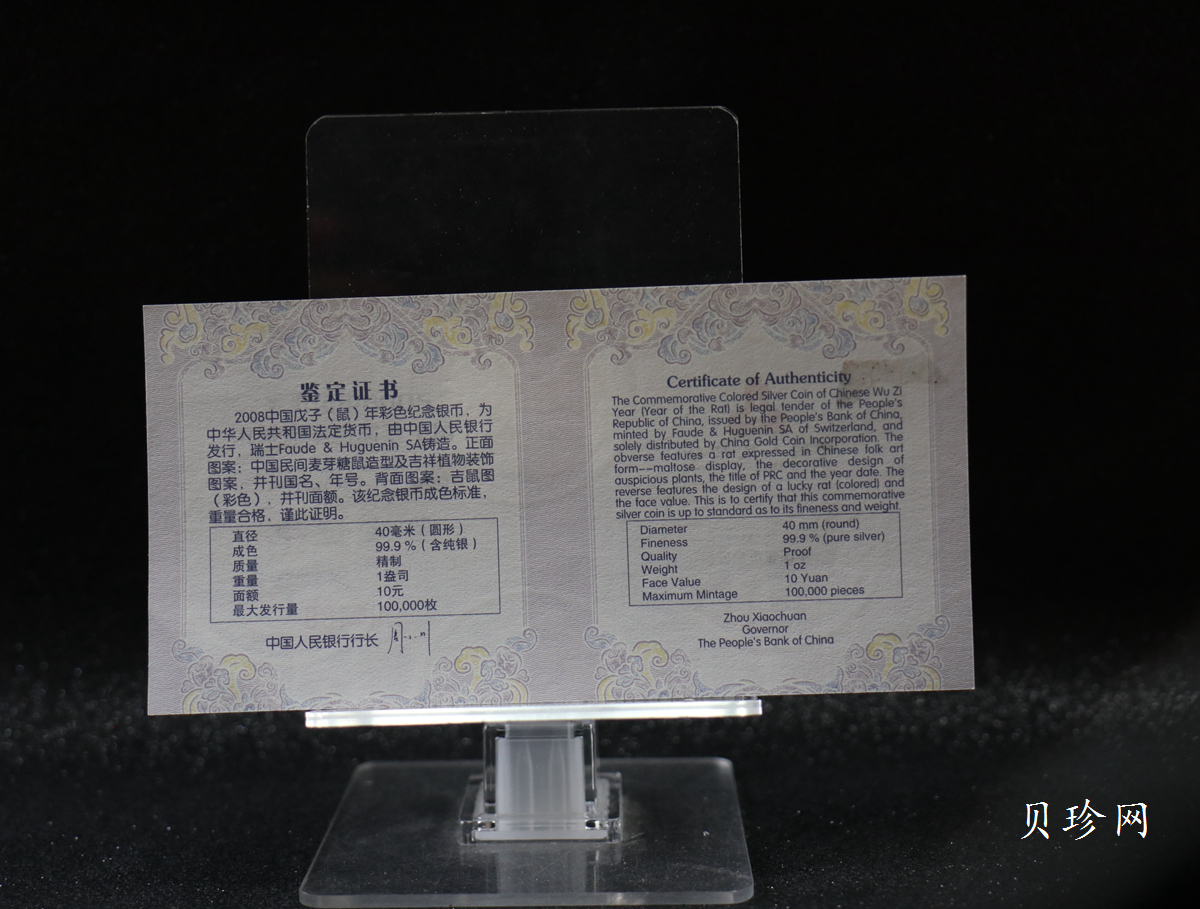 鉴定证书
2008中国戊子（鼠）年彩色纪念银币，为
中华人民共和国法定货币，由中国人民银行
发行，瑞士Faude & Huguenin SA铸造。正面
图案：中国民间麦芽糖鼠造型及吉祥植物装饰
图案，并刊国名、年号。背面图案：吉鼠图
（彩色），并刊面额。该纪念银币成色标准，
重量合格，谨此证明。
直径 40毫米（圆形）
成色 99.9 %（含纯银）
质量 精制
重量 1盎司
面额 10元
最大发行量 100,000枚
中国人民银行行长
Certificate of Authenticity
The Commemorative Colored Silver Coin of Chinese Wu Zi
Year (Year of the Rat) is legal tender of the People's
Republic of China, issued by the People's Bank of China,
minted by Faude & Huguenin SA of Switzerland, and
solely distributed by China Gold Coin Incorporation. The
obverse features a rat expressed in Chinese folk art
form--maltose display, the decorative design of
auspicious plants, the title of PRC and the year date. The
reverse features the design of a lucky rat (colored) and
the face value. This is to certify that this commemorative
silver coin is up to standard as to its fineness and weight.
Diameter 40 mm (round)
Fineness 99.9 % (pure silver)
Quality Proof
Weight 1 oz
Face Value 10 Yuan
Maximum Mintage 100,000 pieces
Zhou Xiaochuan
Governor
The People's Bank of China
贝珍网